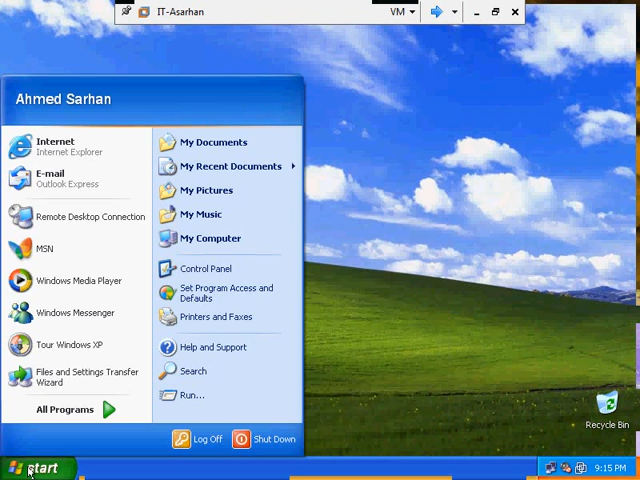 IT-Asarhan
VM
Ahmed Sarhan
Internet
Internet Explorer
E-mail
Outlook Express
Remote Desktop Connection
MSN
Windows Media Player
Windows Messenger
Tour Windows XP
Files and Settings Transfer
Wizard
All Programs
My Documents
My Recent Documents
My Pictures
My Music
My Computer
Control Panel
Set Program Access and
Defaults
Printers and Faxes
Help and Support
Search
Run...
Log Off
Shut Down
Recycle Bin
start
9:15 PM